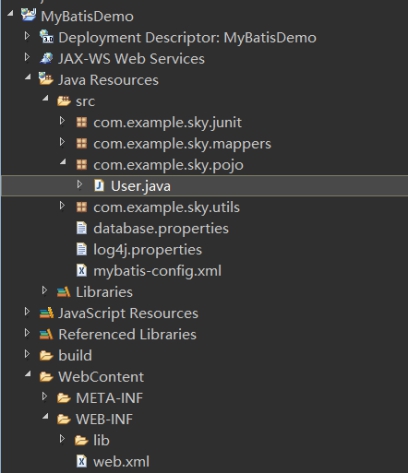 MyBatisDemo
Deployment Descriptor: MyBatisDemo
JAX-WS Web Services
Java Resources
src
com.example.sky.junit
com.example.sky.mappers
com.example.sky.pojo
User.java
com.example.sky.utils
database.properties
log4j.properties
mybatis-config.xml
Libraries
JavaScript Resources
Referenced Libraries
build
WebContent
META-INF
WEB-INF
lib
web.xml